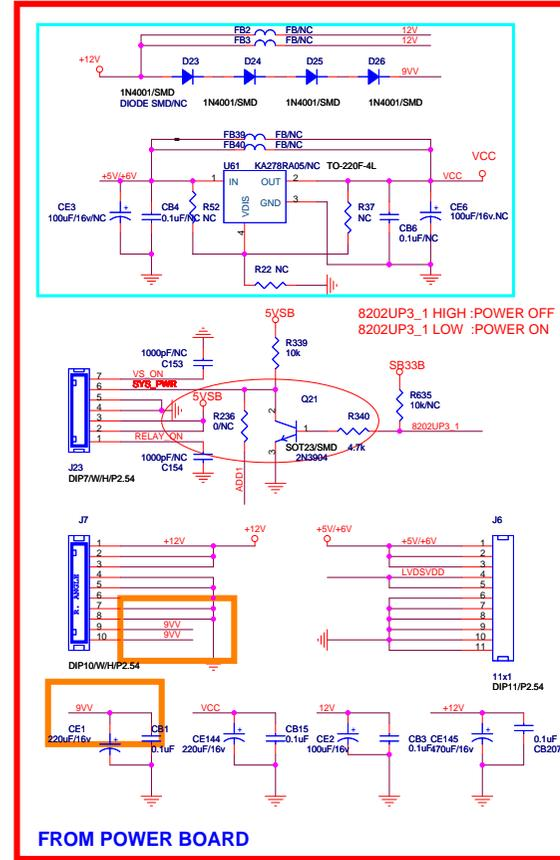 FB2 FB/NC 12V
FB3 FB/NC 12V
+12V D23 D24 D25 D26 9VV
1N4001/SMD
DIODE SMD/NC 1N4001/SMD 1N4001/SMD 1N4001/SMD
FB39 FB/NC
FB40 FB/NC
U61 KA278RA05/NC TO-220F-4L
VCC
+5V/+6V 1 IN OUT 2 VCC
GND 3
VDIS
4
CE3
100uF/16v/NC
CB4
0.1uF/NC
R52
NC
R37
NC
CB6
0.1uF/NC
CE6
100uF/16v.NC
R22 NC
8202UP3_1 HIGH :POWER OFF
8202UP3_1 LOW :POWER ON
5VSB
R339
10k
1000pF/NC
C153
SB33B
R635
10k/NC
VS_ON
SYS_PWR
5VSB
RELAY_ON
7
6
5
4
3
2
1
J23
DIP7/W/H/P2.54
1000pF/NC
C154
R236
0/NC
ADD1
Q21
2
1
3
SOT23/SMD
2N3904
R340
4.7k
8202UP3_1
J7
+12V
+12V
1
2
3
4
5
6
7
8
9 9VV
10 9VV
R. ANGLE
DIP10/W/H/P2.54
J6
+5V/+6V
+5V/+6V
LVDSVDD
1
2
3
4
5
6
7
8
9
10
11
11x1
DIP11/P2.54
9VV
CE1
220uF/16v
CB1
0.1uF
VCC
CE144
220uF/16v
CB15
0.1uF
12V
CE2
100uF/16v
CB3
0.1uF
+12V
CE145
470uF/16v
0.1uF
CB207
FROM POWER BOARD